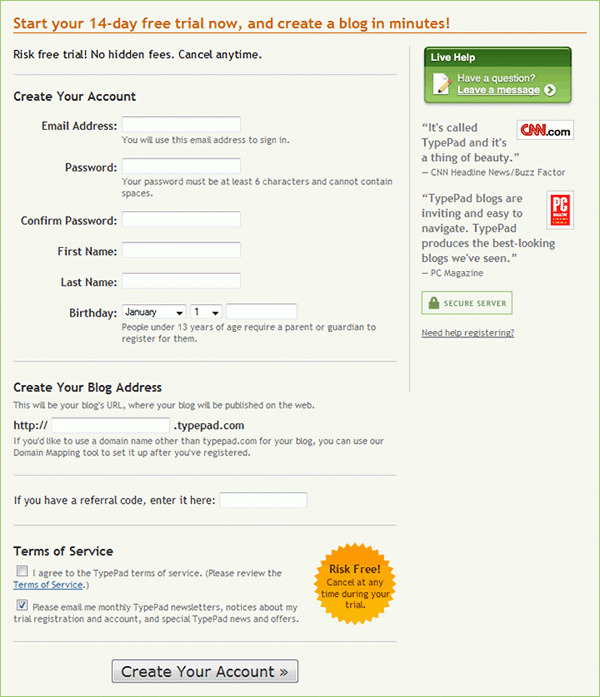 Start your 14-day free trial now, and create a blog in minutes!
Risk free trial! No hidden fees. Cancel anytime.
Create Your Account
Email Address:
You will use this email address to sign in.
Password:
Your password must be at least 6 characters and cannot contain
spaces.
Confirm Password:
First Name:
Last Name:
Birthday: January 1
People under 13 years of age require a parent or guardian to
register for them.
Create Your Blog Address
This will be your blog's URL, where your blog will be published on the web.
http:// .typepad.com
If you'd like to use a domain name other than typepad.com for your blog, you can use our
Domain Mapping tool to set it up after you've registered.
If you have a referral code, enter it here:
Terms of Service
I agree to the TypePad terms of service. (Please review the
Terms of Service.)
Please email me monthly TypePad newsletters, notices about my
trial registration and account, and special TypePad news and offers.
Risk Free!
Cancel at any
time during your
trial.
Create Your Account »
Live Help
Have a question?
Leave a message
“It's called
TypePad and it's
a thing of beauty.”
CNN.com
— CNN Headline News/Buzz Factor
“TypePad blogs are
inviting and easy to
navigate. TypePad
produces the best-looking
blogs we've seen.”
PC
— PC Magazine
SECURE SERVER
Need help registering?